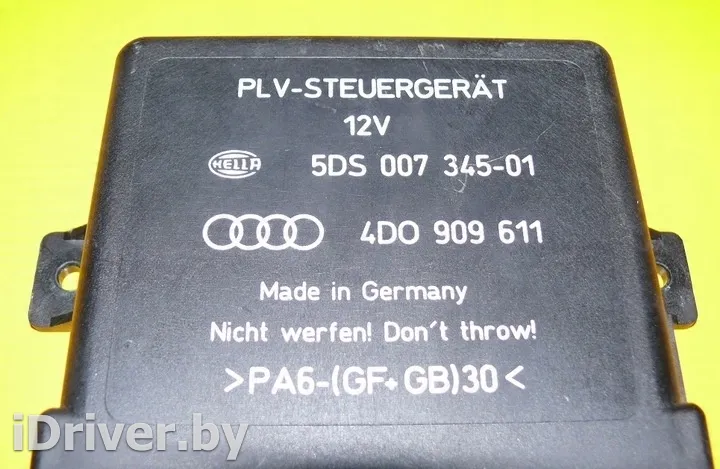 PLV-STEUERGERÄT
12V
HELLA 5DS 007 345-01
4D0 909 611
Made in Germany
Nicht werfen! Don't throw!
>PA6-(GF+GB)30<
iDriver.by